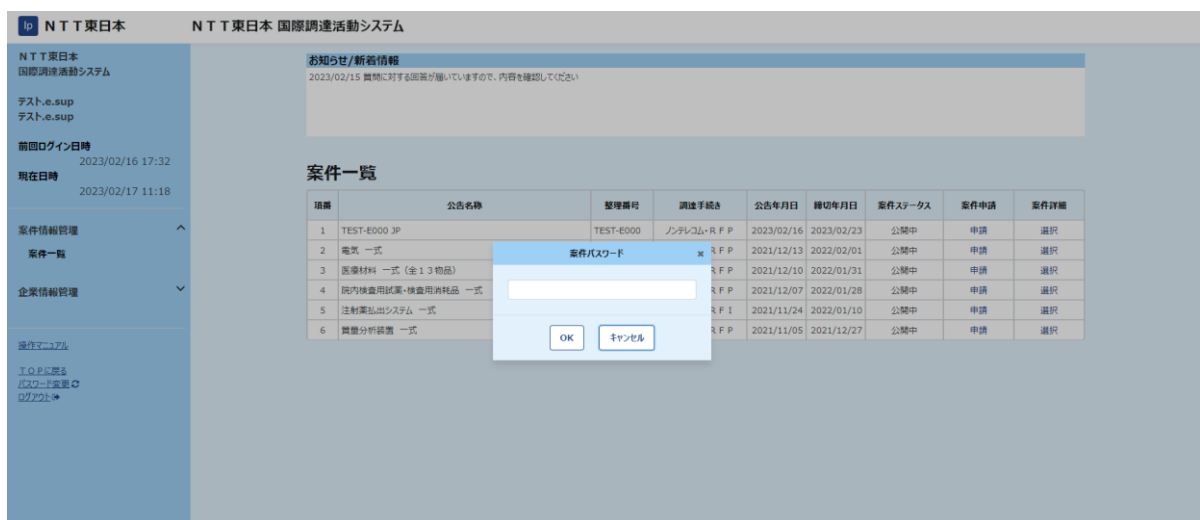 lp NTT東日本
NTT東日本 国際調達活動システム
NTT東日本
国際調達活動システム
テスト.e.sup
テスト.e.sup
前回ログイン日時
2023/02/16 17:32
現在日時
2023/02/17 11:18
案件情報管理
案件一覧
企業情報管理
操作マニュアル
TOPに戻る
パスワード変更
ログアウト
お知らせ/新着情報
2023/02/15 質問に対する回答が届いていますので、内容を確認してください
案件一覧
項番 公告名称 整理番号 調達手続き 公告年月日 締切年月日 案件ステータス 案件申請 案件詳細
1 TEST-E000 JP TEST-E000 ノンテレコム・RFP 2023/02/16 2023/02/23 公開中 申請 選択
2 電気 一式 RFP 2021/12/13 2022/02/01 公開中 申請 選択
3 医療材料 一式(全13物品) RFP 2021/12/10 2022/01/31 公開中 申請 選択
4 院内検査用試薬・検査用消耗品 一式 RFP 2021/12/07 2022/01/28 公開中 申請 選択
5 注射薬払出システム 一式 RFI 2021/11/24 2022/01/10 公開中 申請 選択
6 質量分析装置 一式 RFP 2021/11/05 2021/12/27 公開中 申請 選択
案件パスワード ×
OK キャンセル